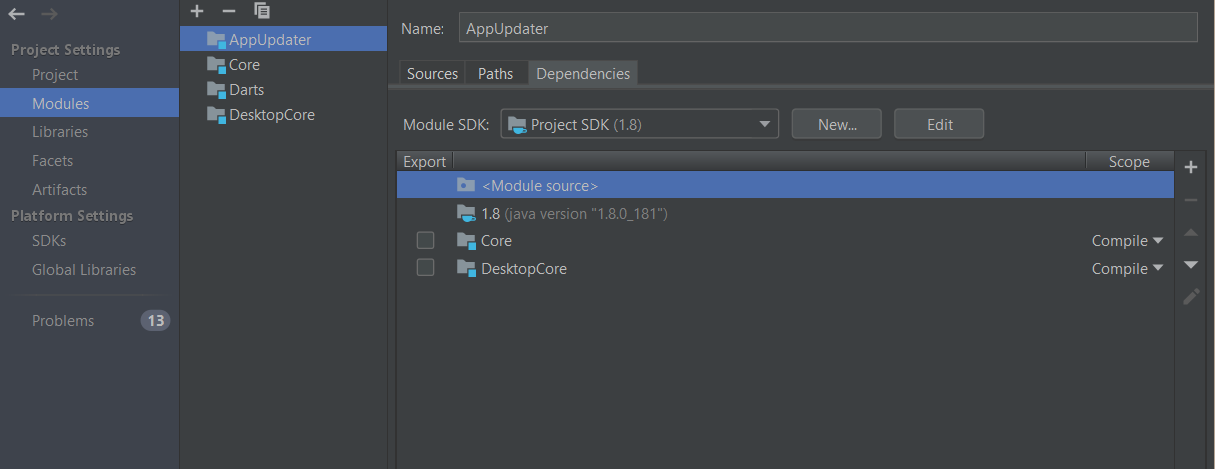 Project Settings
Project
Modules
Libraries
Facets
Artifacts
Platform Settings
SDKs
Global Libraries
Problems 13
AppUpdater
Core
Darts
DesktopCore
Name: AppUpdater
Sources Paths Dependencies
Module SDK: Project SDK (1.8) New... Edit
Export Scope
<Module source>
1.8 (java version "1.8.0_181")
Core Compile
DesktopCore Compile